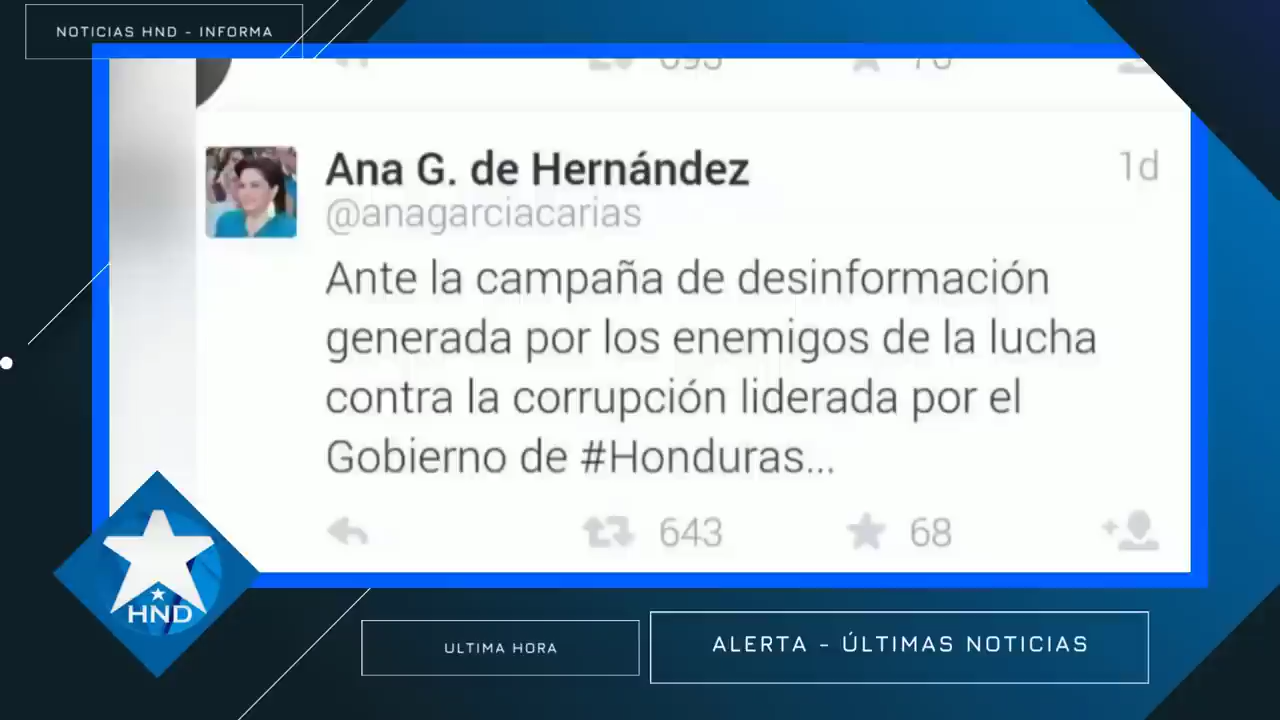 NOTICIAS HND - INFORMA
Ana G. de Hernández
1d
@anagarciacarias
Ante la campaña de desinformación
generada por los enemigos de la lucha
contra la corrupción liderada por el
Gobierno de #Honduras...
643
68
HND
ULTIMA HORA
ALERTA - ÚLTIMAS NOTICIAS